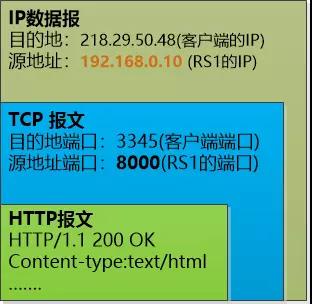 IP数据报
目的地：218.29.50.48(客户端的IP)
源地址：192.168.0.10 (RS1的IP)
TCP 报文
目的地端口：3345(客户端端口)
源地址端口：8000(RS1的端口)
HTTP报文
HTTP/1.1 200 OK
Content-type:text/html
.......